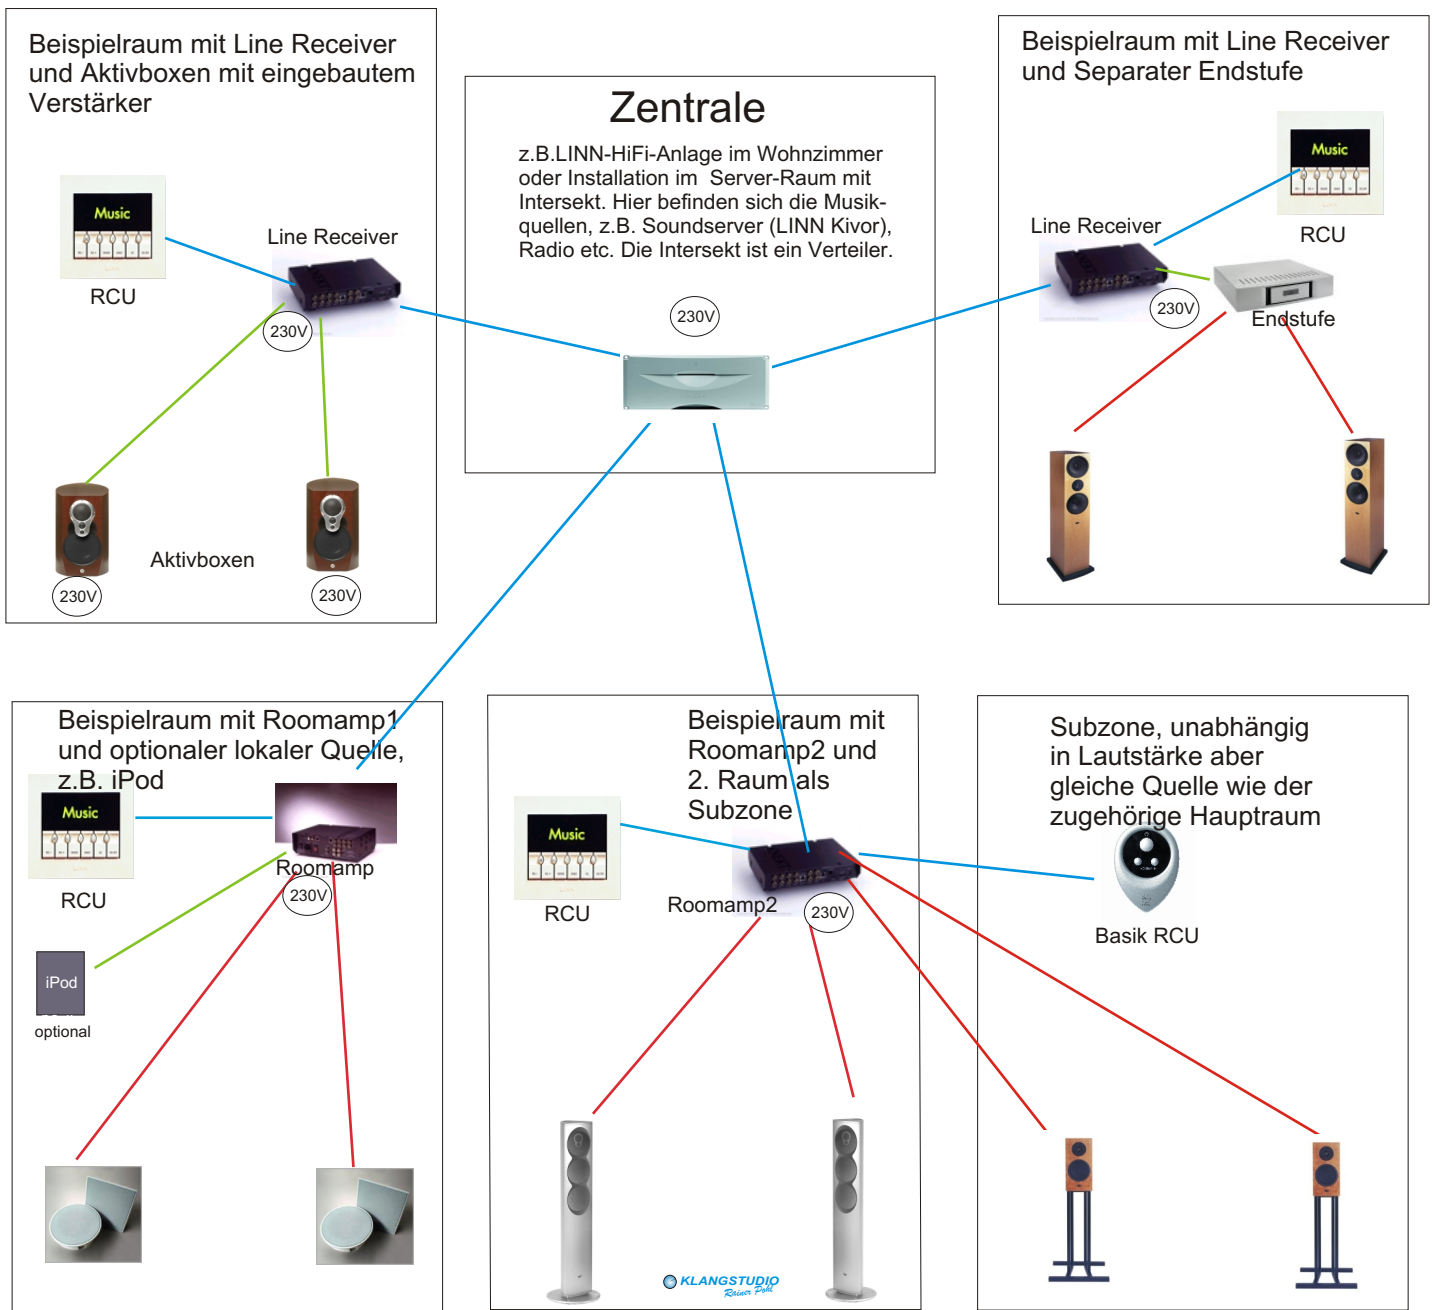 Beispielraum mit Line Receiver
und Aktivboxen mit eingebautem
Verstärker
Music
RCU
Line Receiver
230V
Aktivboxen
230V
230V
Zentrale
z.B.LINN-HiFi-Anlage im Wohnzimmer
oder Installation im Server-Raum mit
Intersekt. Hier befinden sich die Musik-
quellen, z.B. Soundserver (LINN Kivor),
Radio etc. Die Intersekt ist ein Verteiler.
230V
Beispielraum mit Line Receiver
und Separater Endstufe
Music
RCU
Line Receiver
230V
Endstufe
Beispielraum mit Roomamp1
und optionaler lokaler Quelle,
z.B. iPod
Music
RCU
Roomamp
230V
iPod
optional
Beispielraum mit
Roomamp2 und
2. Raum als
Subzone
Music
RCU
Roomamp2
230V
KLANGSTUDIO
Rainer Pohl
Subzone, unabhängig
in Lautstärke aber
gleiche Quelle wie der
zugehörige Hauptraum
Basik RCU